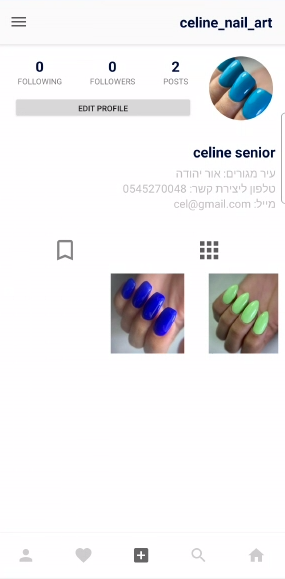 celine_nail_art
0 0 2
FOLLOWING FOLLOWERS POSTS
EDIT PROFILE
celine senior
עיר מגורים: אור יהודה
טלפון ליצירת קשר: 0545270048
מייל: cel@gmail.com